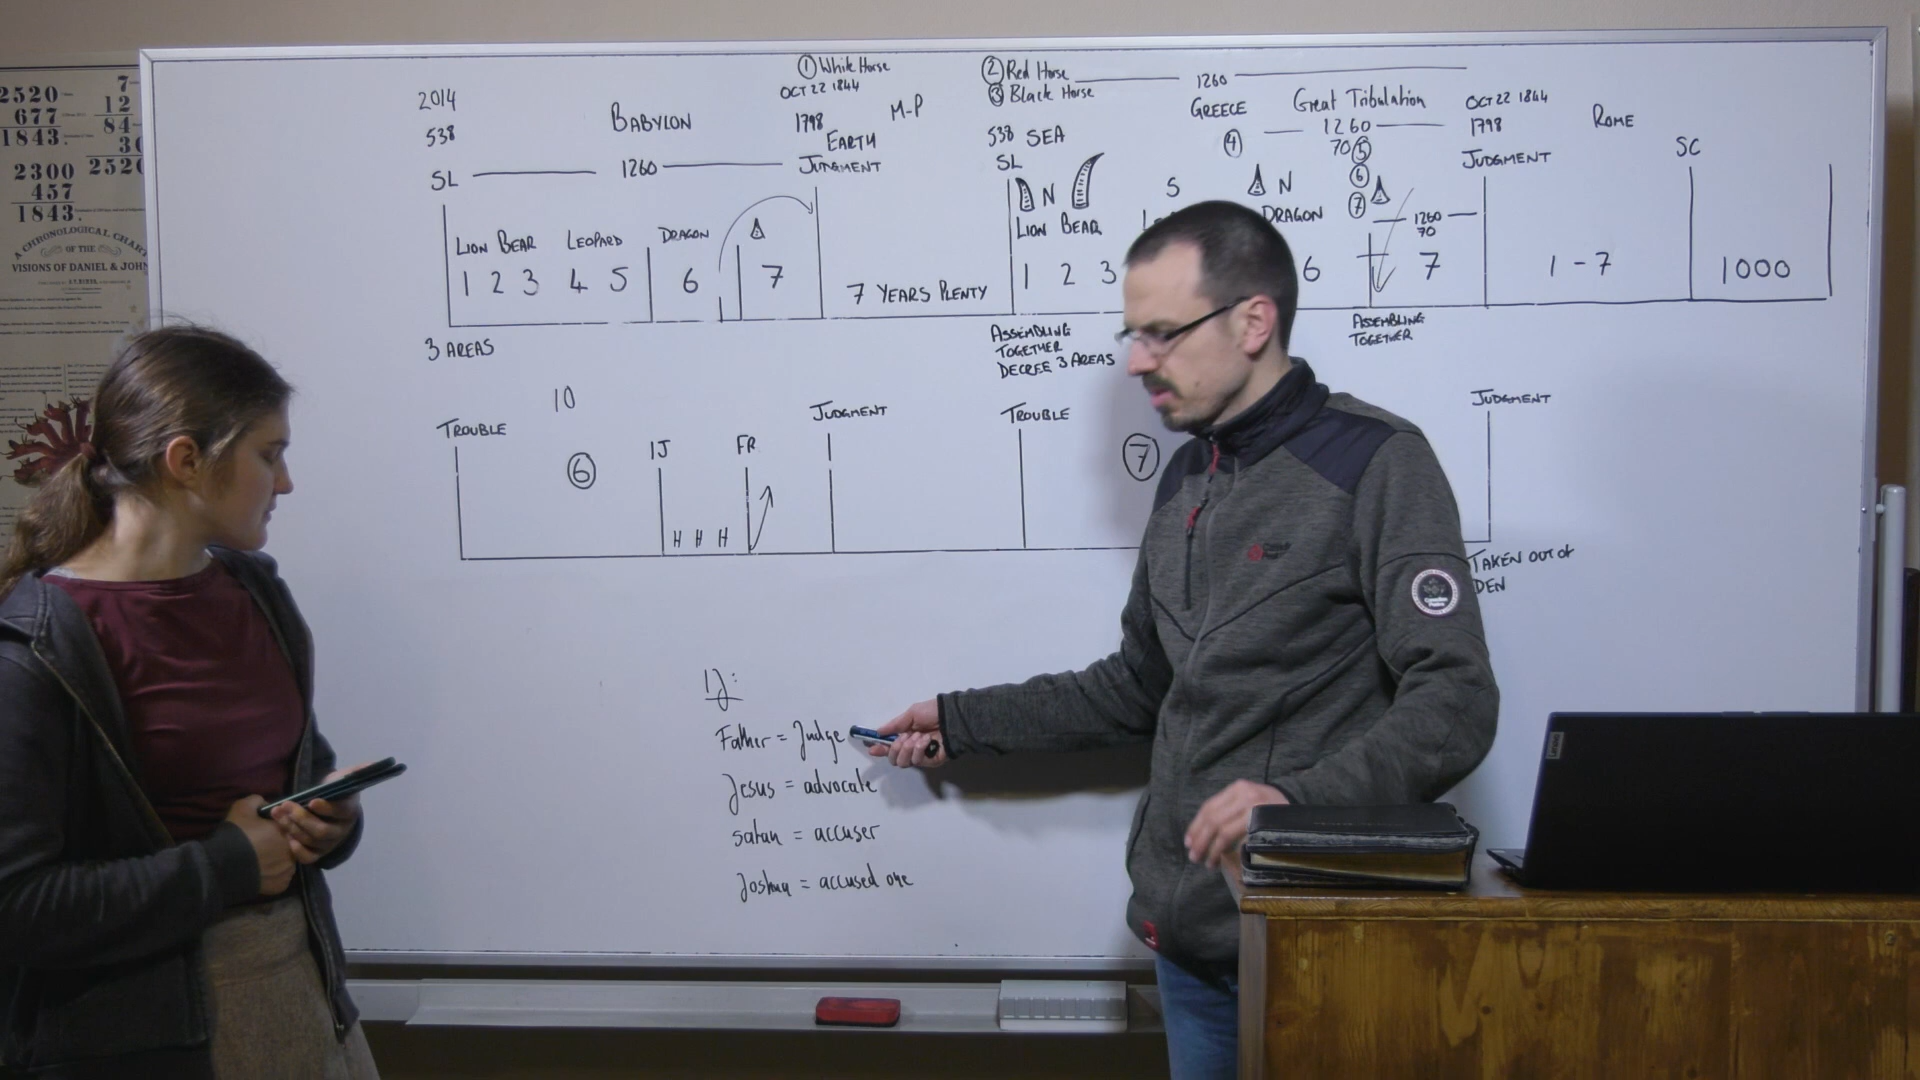 2520
677
1843.
2300
457
1843.
7
12
84
2520
A CHRONOLOGICAL CHART
OF THE
VISIONS OF DANIEL & JOHN
2014
538
BABYLON
① White Horse
OCT 22 1844
1798
EARTH
M-P
② Red Horse 1260
③ Black Horse
538 SEA
GREECE
④
Great Tribulation
1260
70 ⑤
⑥
⑦
OCT 22 1844
1798
ROME
SL 1260 JUDGMENT
SL
N
S
N
JUDGMENT
SC
LION BEAR LEOPARD DRAGON
LION BEAR
DRAGON
1260
70
1 2 3 4 5 6 7
7 YEARS PLENTY
1 2 3
6
7
1-7
1000
3 AREAS
ASSEMBLING
TOGETHER
DECREE 3 AREAS
ASSEMBLING
TOGETHER
10
TROUBLE
⑥
IJ
FR
JUDGMENT
TROUBLE
⑦
JUDGMENT
H H H
TAKEN OUT OF
DEN
IJ:
Father = Judge
Jesus = advocate
Satan = accuser
Joshua = accused one
Lenovo